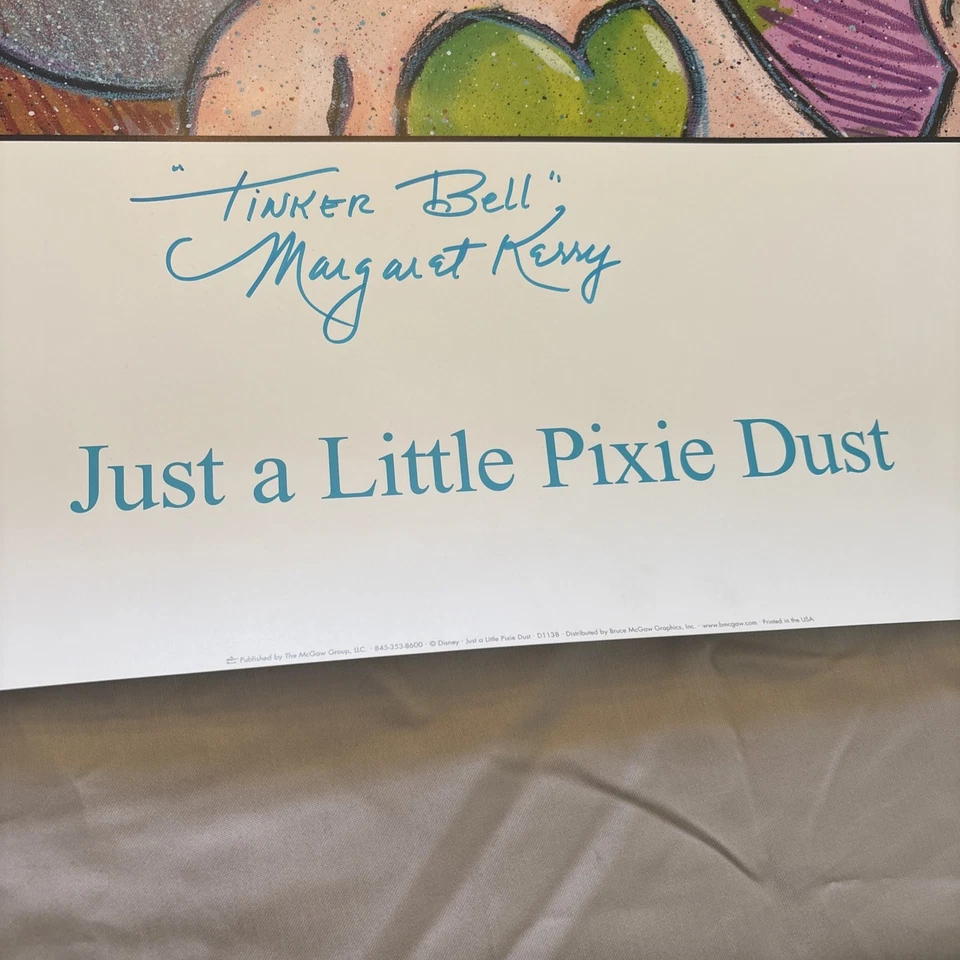 "TINKER Bell",
Margaret Kerry
Just a Little Pixie Dust
Published by The McGaw Group, LLC. · 845-353-8600 · © Disney · Just a Little Pixie Dust · D1138 · Distributed by Bruce McGaw Graphics, Inc. · www.bmcgaw.com · Printed in the USA